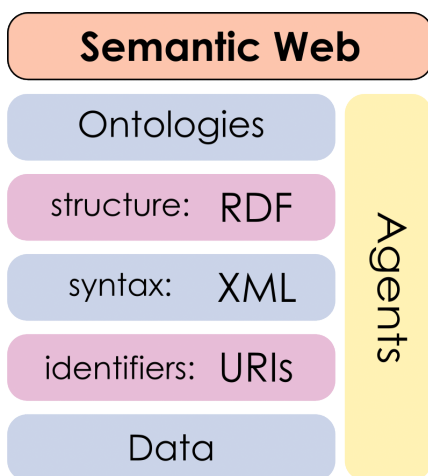 Semantic Web
Ontologies
structure: RDF
syntax: XML
identifiers: URIs
Data
Agents